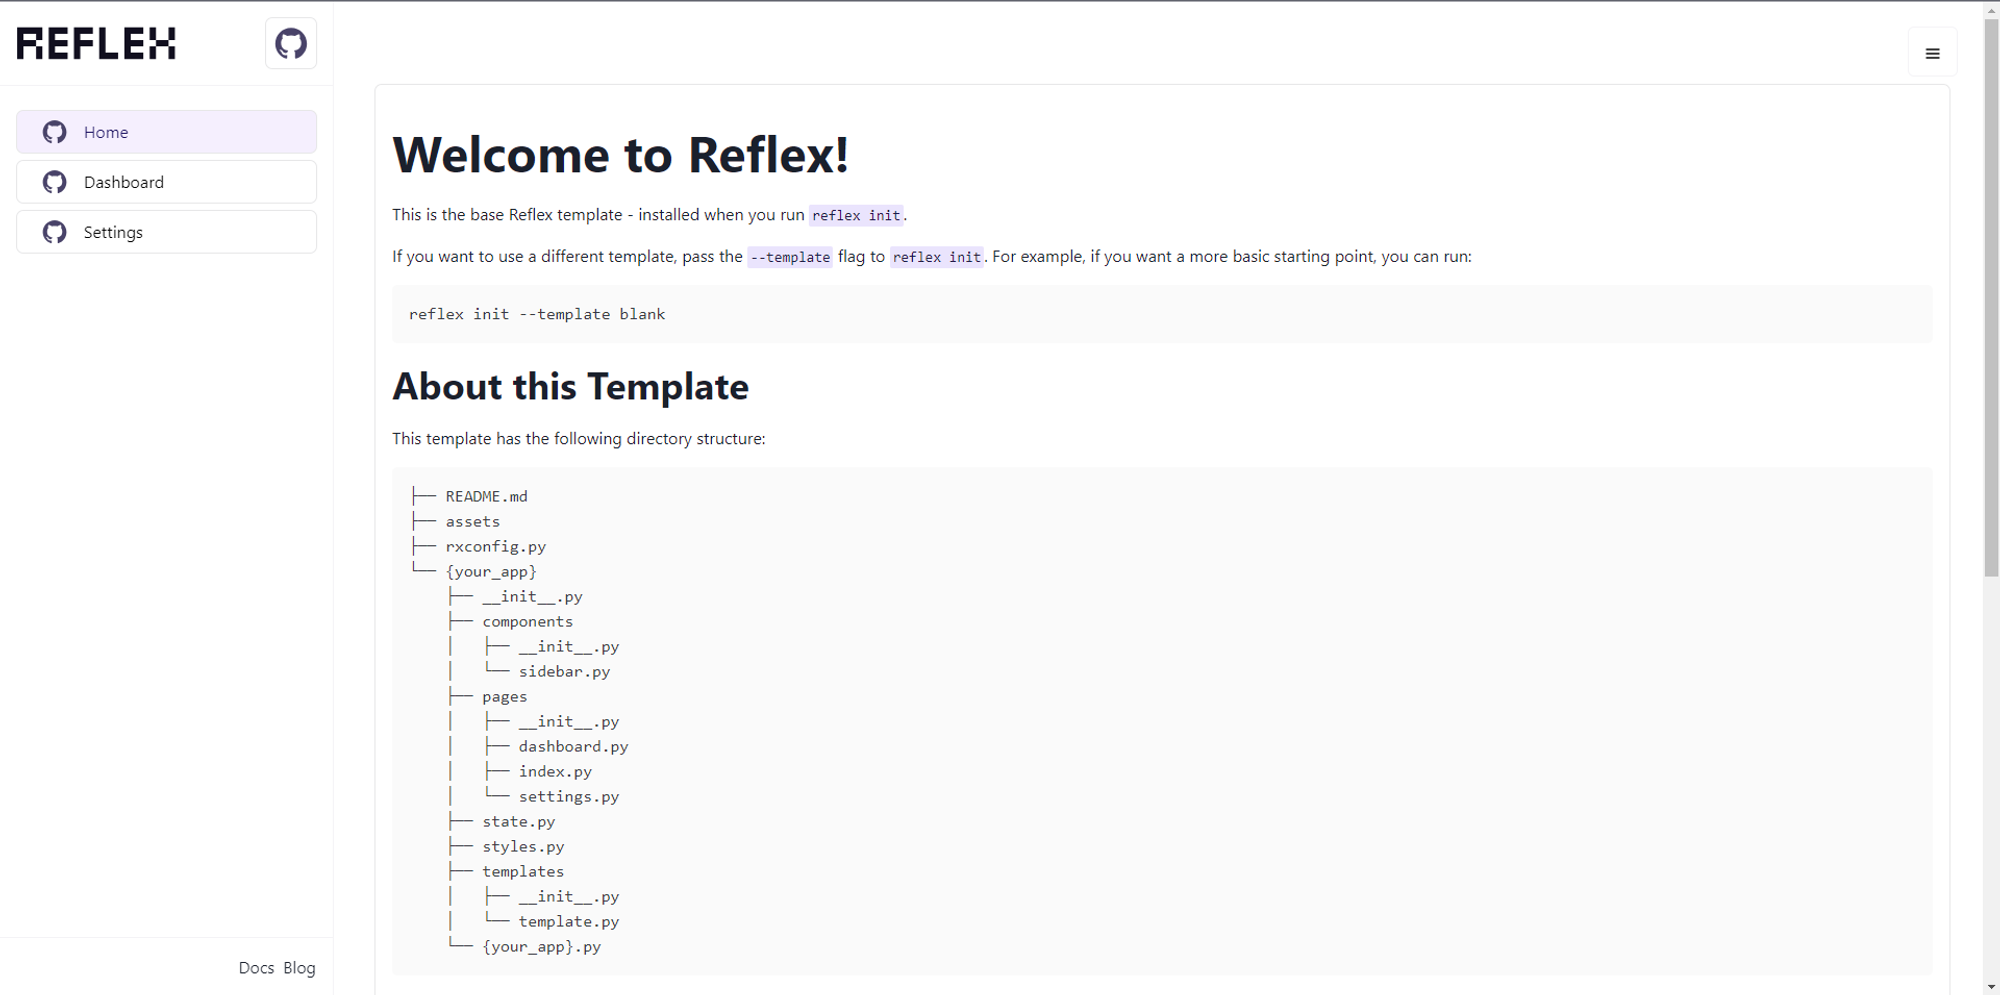 REFLEX
Home
Dashboard
Settings
Docs Blog
Welcome to Reflex!
This is the base Reflex template - installed when you run reflex init.
If you want to use a different template, pass the --template flag to reflex init. For example, if you want a more basic starting point, you can run:
reflex init --template blank
About this Template
This template has the following directory structure:
├── README.md
├── assets
├── rxconfig.py
└── {your_app}
    ├── __init__.py
    ├── components
    │   ├── __init__.py
    │   └── sidebar.py
    ├── pages
    │   ├── __init__.py
    │   ├── dashboard.py
    │   ├── index.py
    │   └── settings.py
    ├── state.py
    ├── styles.py
    ├── templates
    │   ├── __init__.py
    │   └── template.py
    └── {your_app}.py